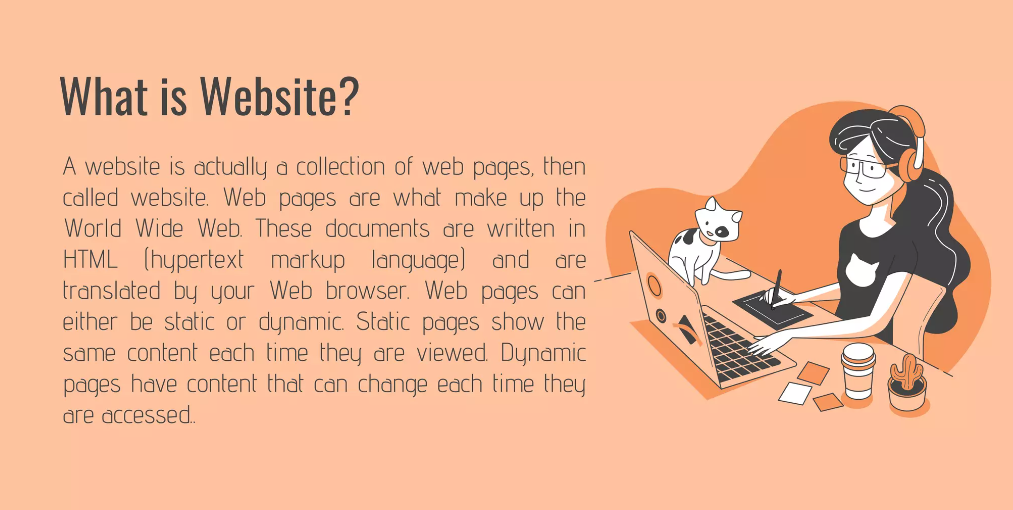 What is Website?
A website is actually a collection of web pages, then
called website. Web pages are what make up the
World Wide Web. These documents are written in
HTML (hypertext markup language) and are
translated by your Web browser. Web pages can
either be static or dynamic. Static pages show the
same content each time they are viewed. Dynamic
pages have content that can change each time they
are accessed..